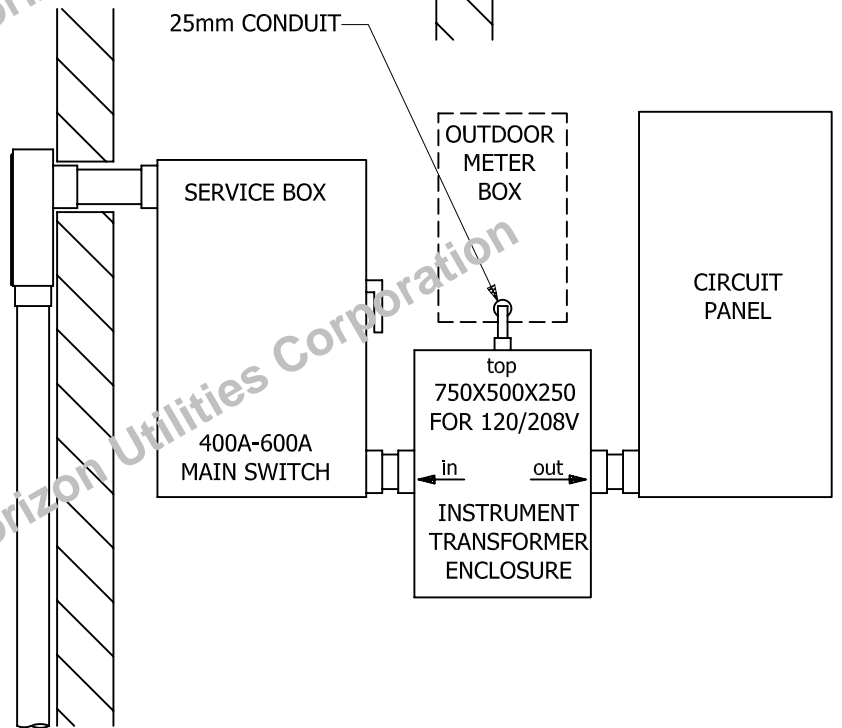 25mm CONDUIT
OUTDOOR
METER
BOX
SERVICE BOX
CIRCUIT
PANEL
top
750X500X250
FOR 120/208V
400A-600A
MAIN SWITCH
in
out
INSTRUMENT
TRANSFORMER
ENCLOSURE
orizon Utilities Corporation